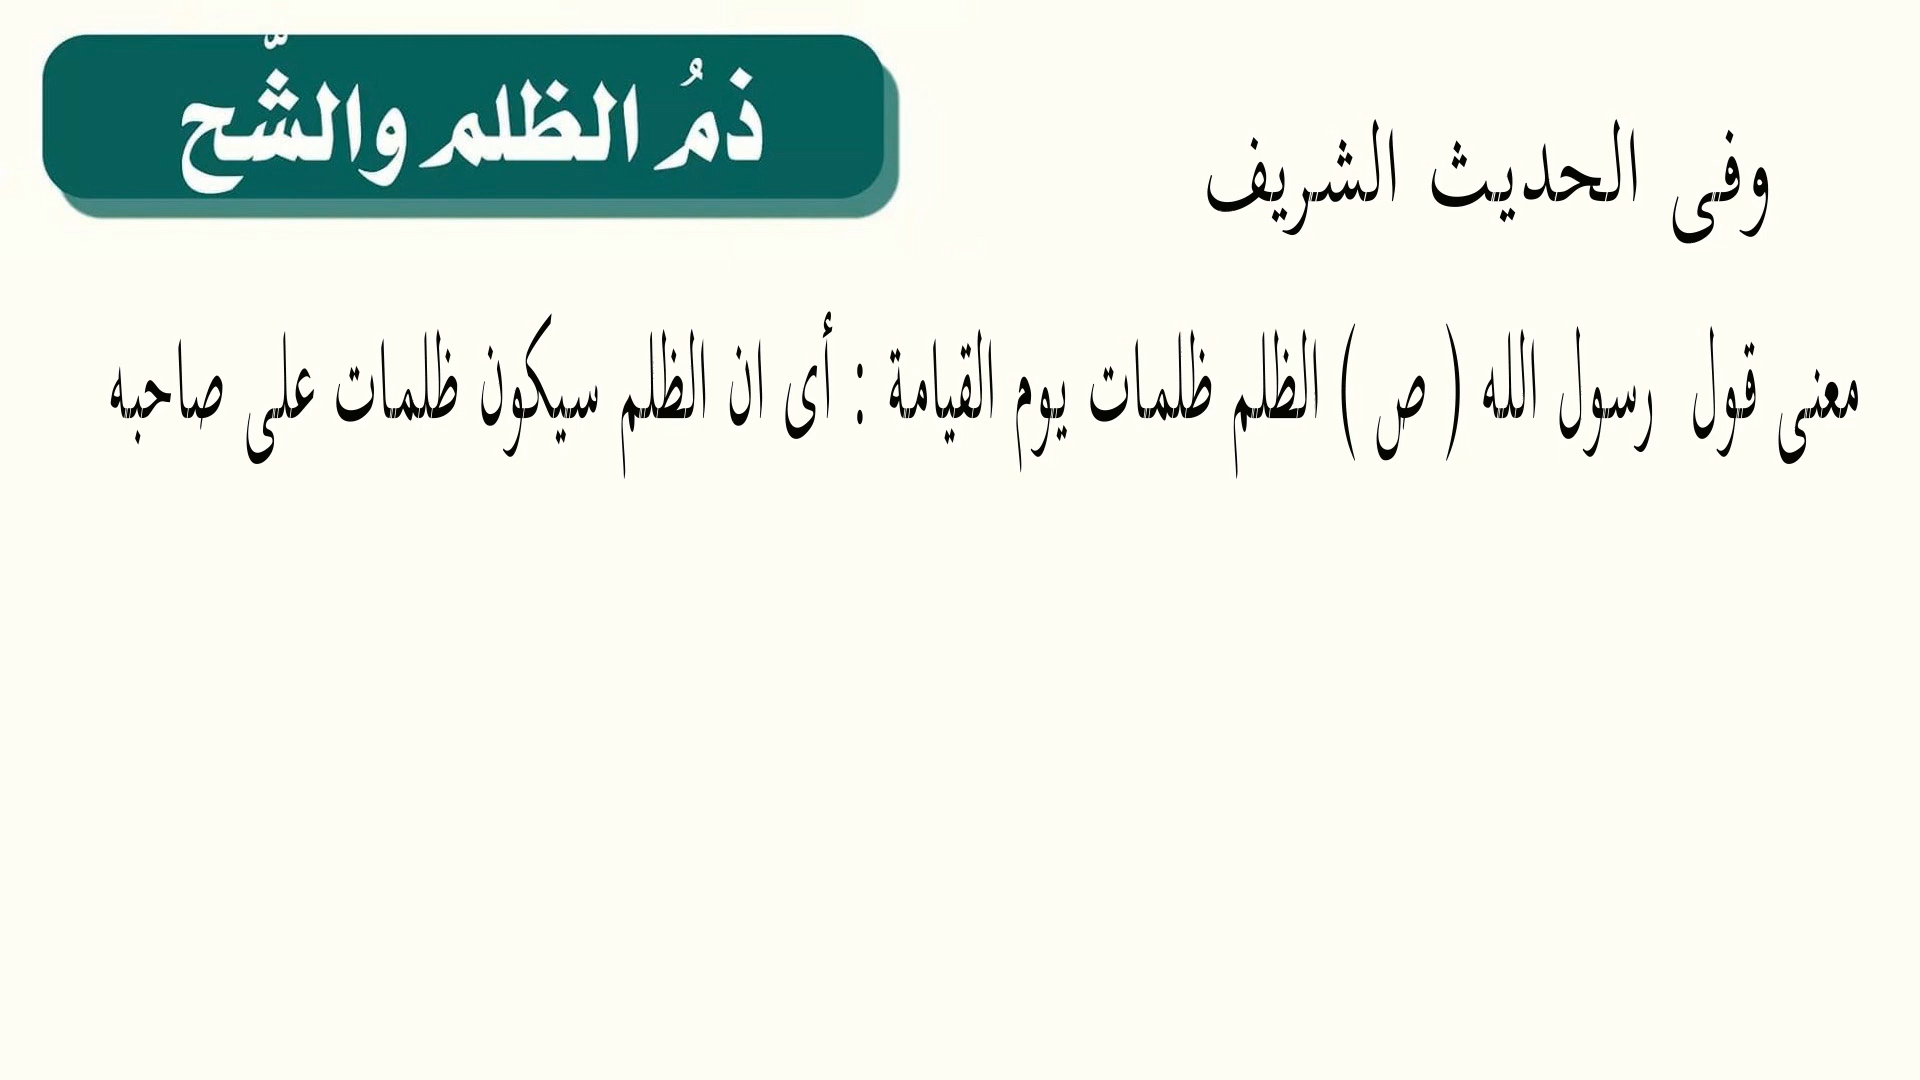 ذمُ الظلم والشّح
وفى الحديث الشريف
معنى قول رسول الله ( ص ) الظلم ظلمات يوم القيامة : أى ان الظلم سيكون ظلمات على صاحبه